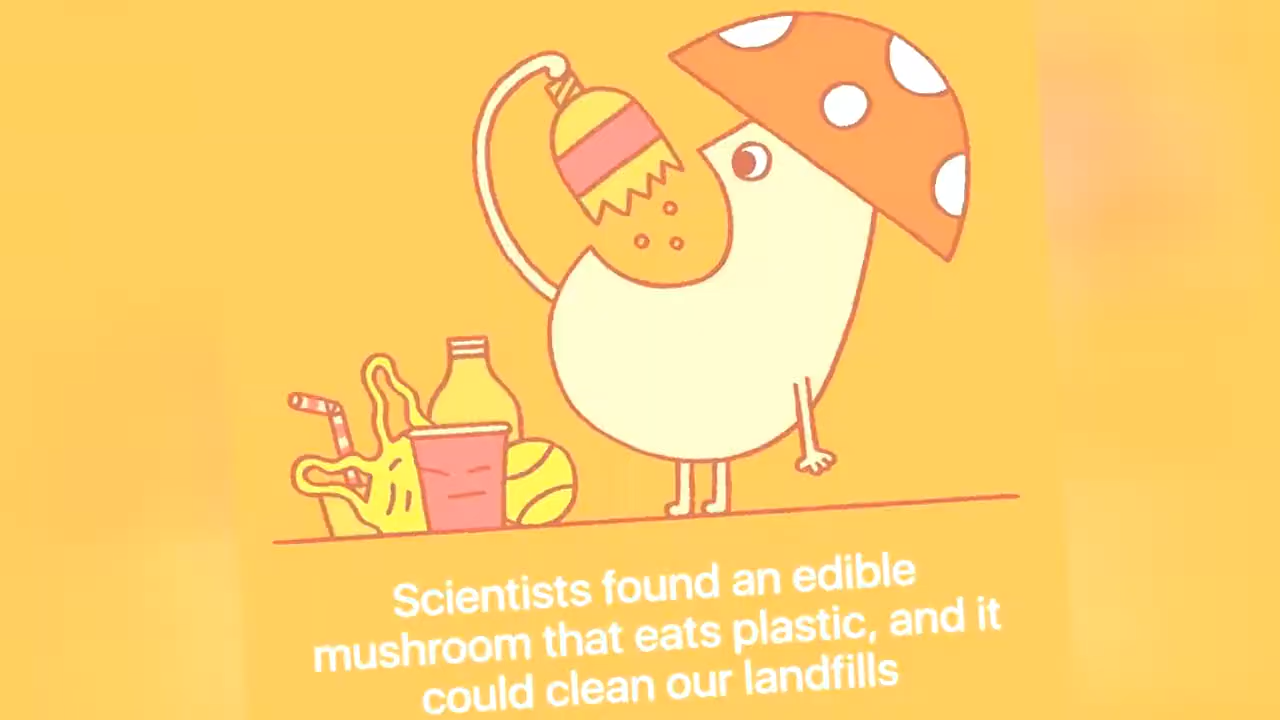 Scientists found an edible
mushroom that eats plastic, and it
could clean our landfills